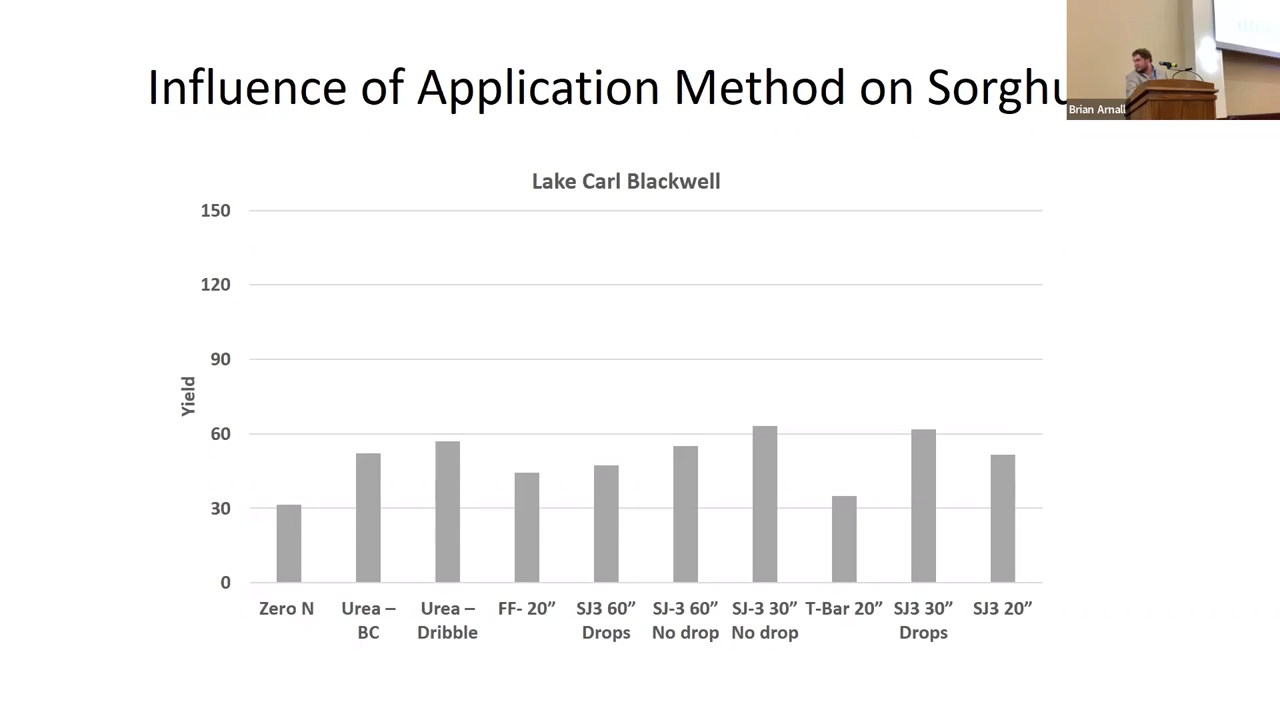 Influence of Application Method on Sorghu
Brian Arnall
Lake Carl Blackwell
150
120
90
60
30
0
Yield
Zero N
Urea – BC
Urea – Dribble
FF- 20”
SJ3 60” Drops
SJ-3 60” No drop
SJ-3 30” No drop
T-Bar 20”
SJ3 30” Drops
SJ3 20”